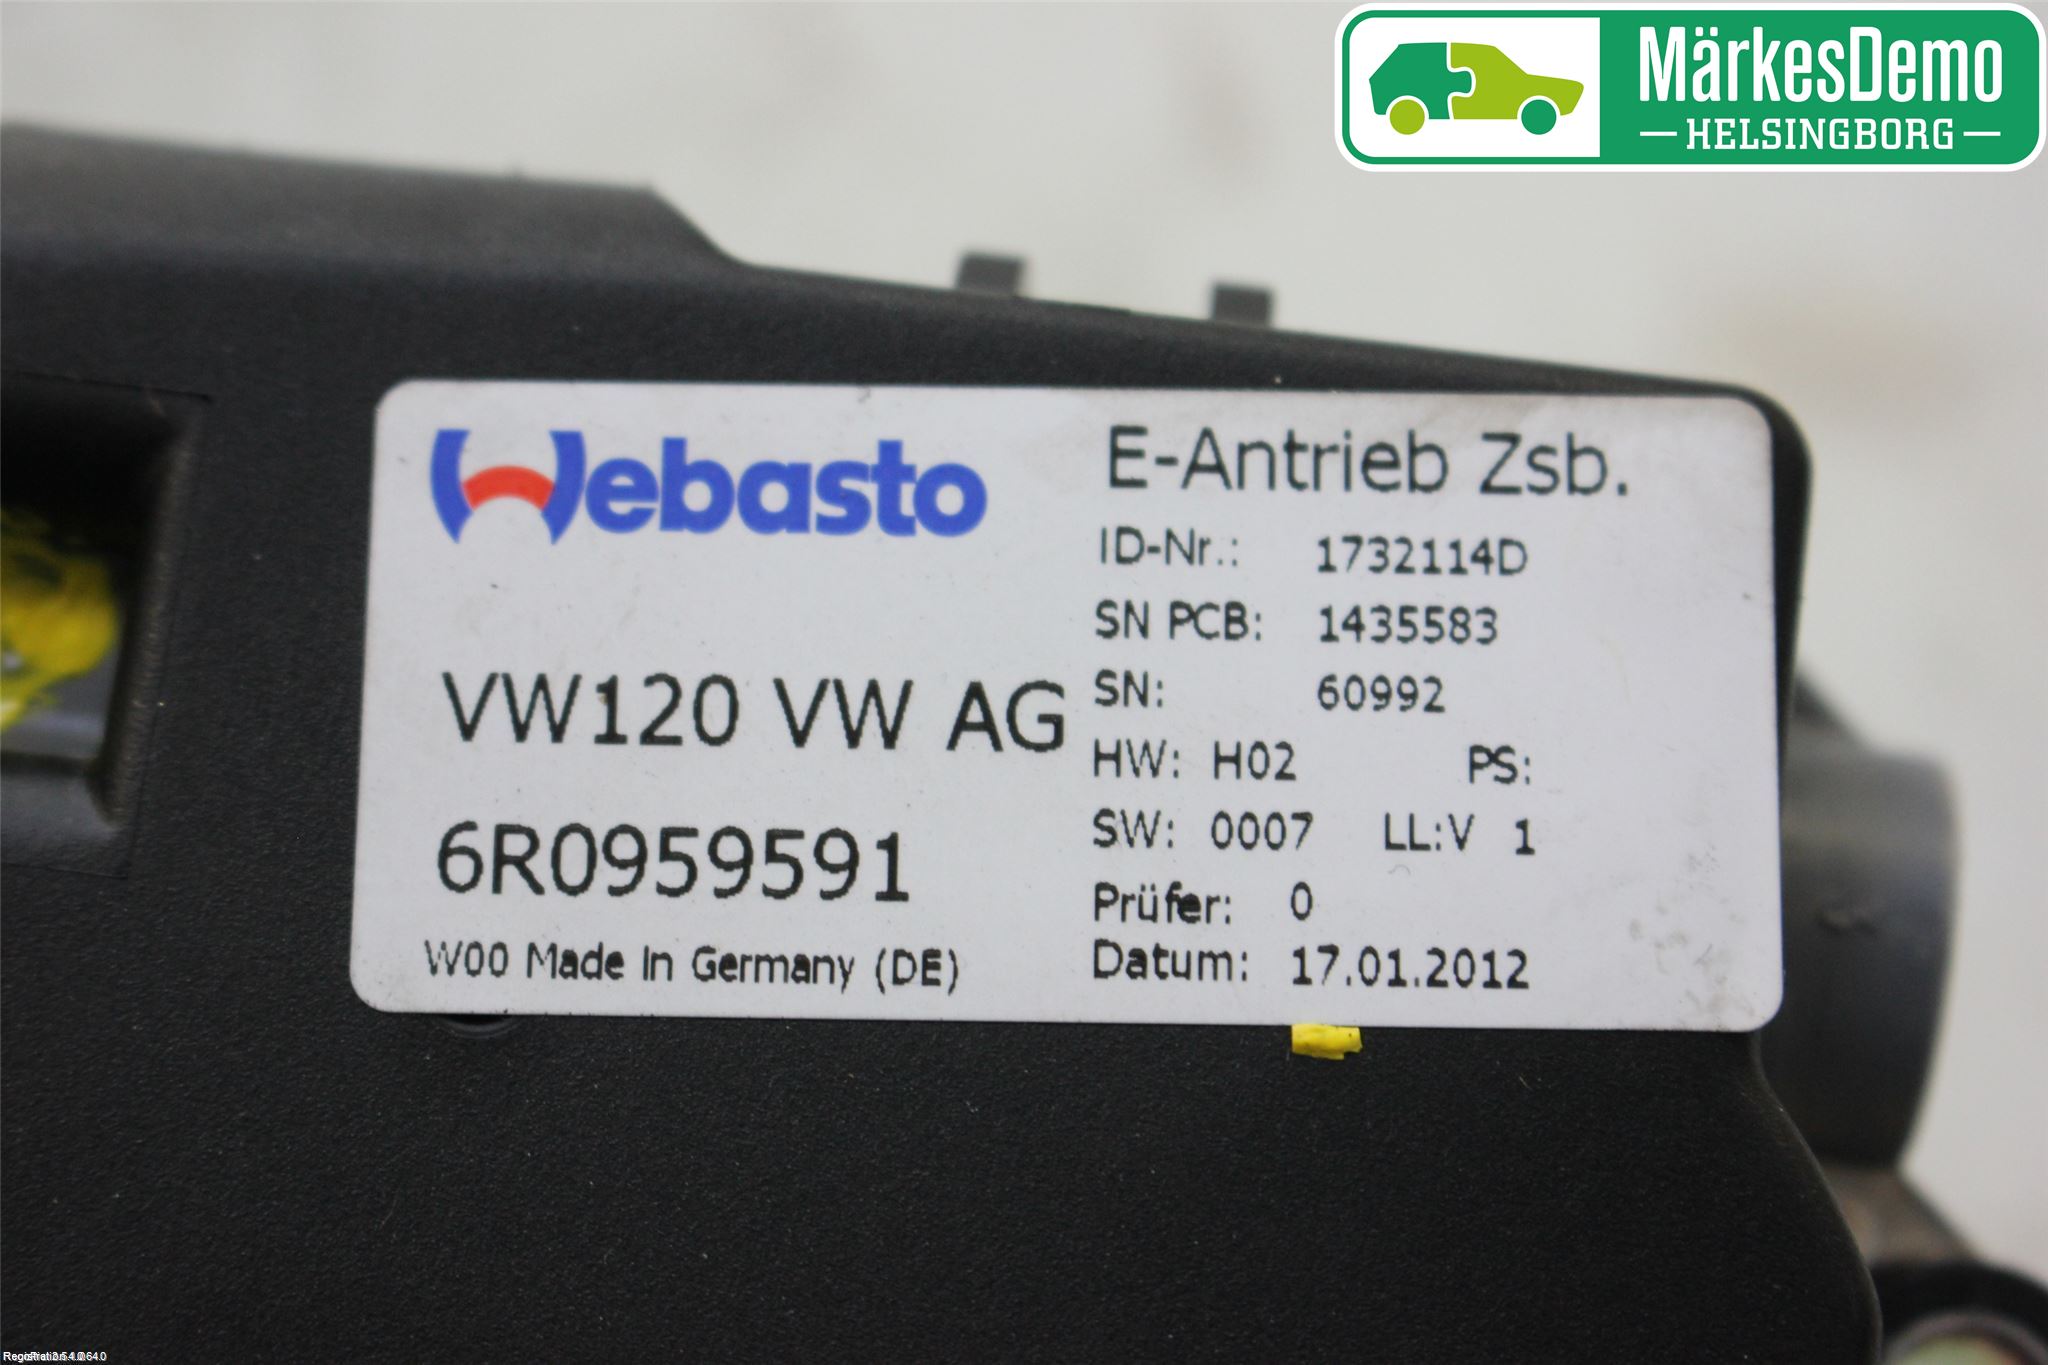 MärkesDemo
HELSINGBORG
Webasto
VW120 VW AG
6R0959591
W00 Made In Germany (DE)
E-Antrieb Zsb.
ID-Nr.: 1732114D
SN PCB: 1435583
SN: 60992
HW: H02 PS:
SW: 0007 LL:V 1
Prüfer: 0
Datum: 17.01.2012